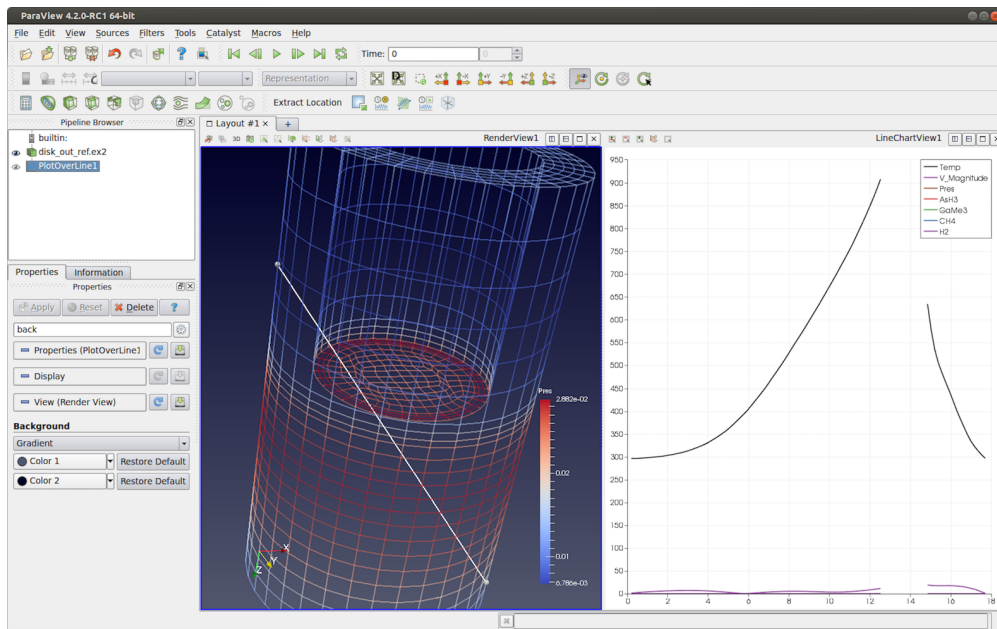 ParaView 4.2.0-RC1 64-bit
File Edit View Sources Filters Tools Catalyst Macros Help
Time: 0 0
Representation
Extract Location
Pipeline Browser
builtin:
disk_out_ref.ex2
PlotOverLine1
Properties Information
Properties
Apply Reset Delete ?
back
Properties (PlotOverLine1
Display
View (Render View)
Background
Gradient
Color 1 Restore Default
Color 2 Restore Default
Layout #1 × +
3D RenderView1
Pres
2.882e-02
0.02
0.01
6.786e-03
X
Y
Z
LineChartView1
950
900
850
800
750
700
650
600
550
500
450
400
350
300
250
200
150
100
50
0
0 2 4 6 8 10 12 14 16 18
Temp
V_Magnitude
Pres
AsH3
GaMe3
CH4
H2